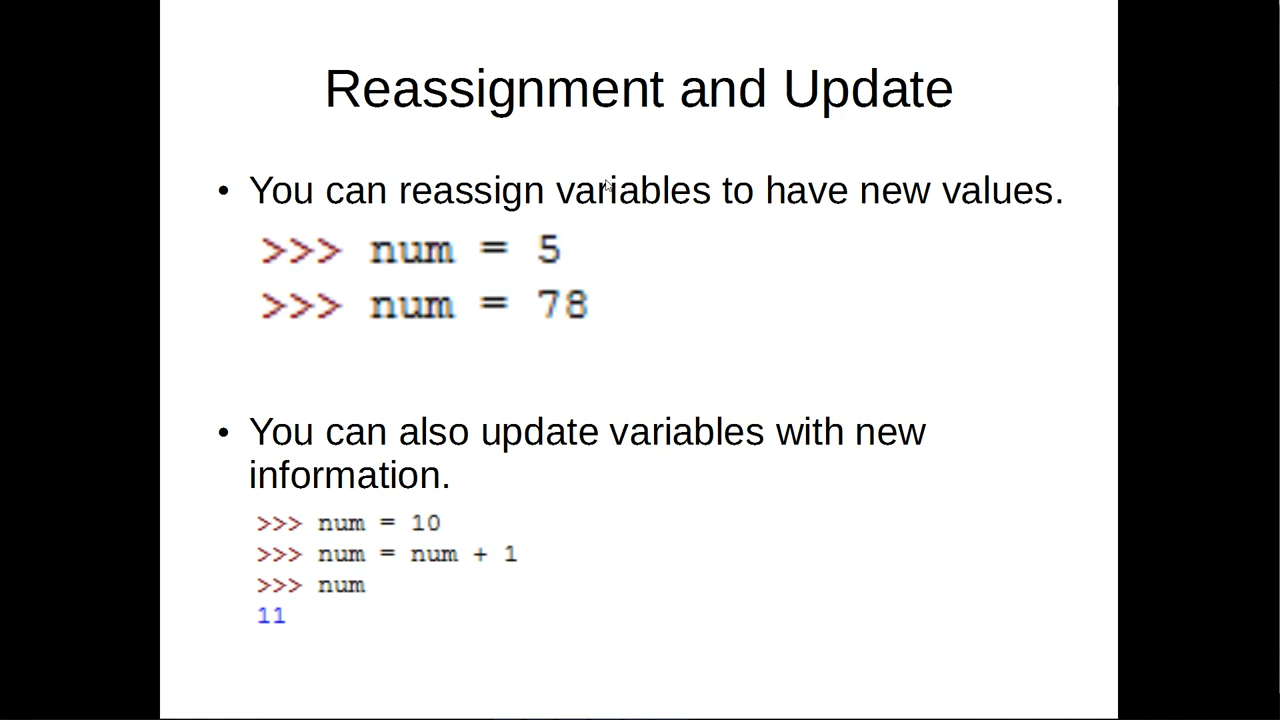 Reassignment and Update
• You can reassign variables to have new values.
>>> num = 5
>>> num = 78
• You can also update variables with new
information.
>>> num = 10
>>> num = num + 1
>>> num
11